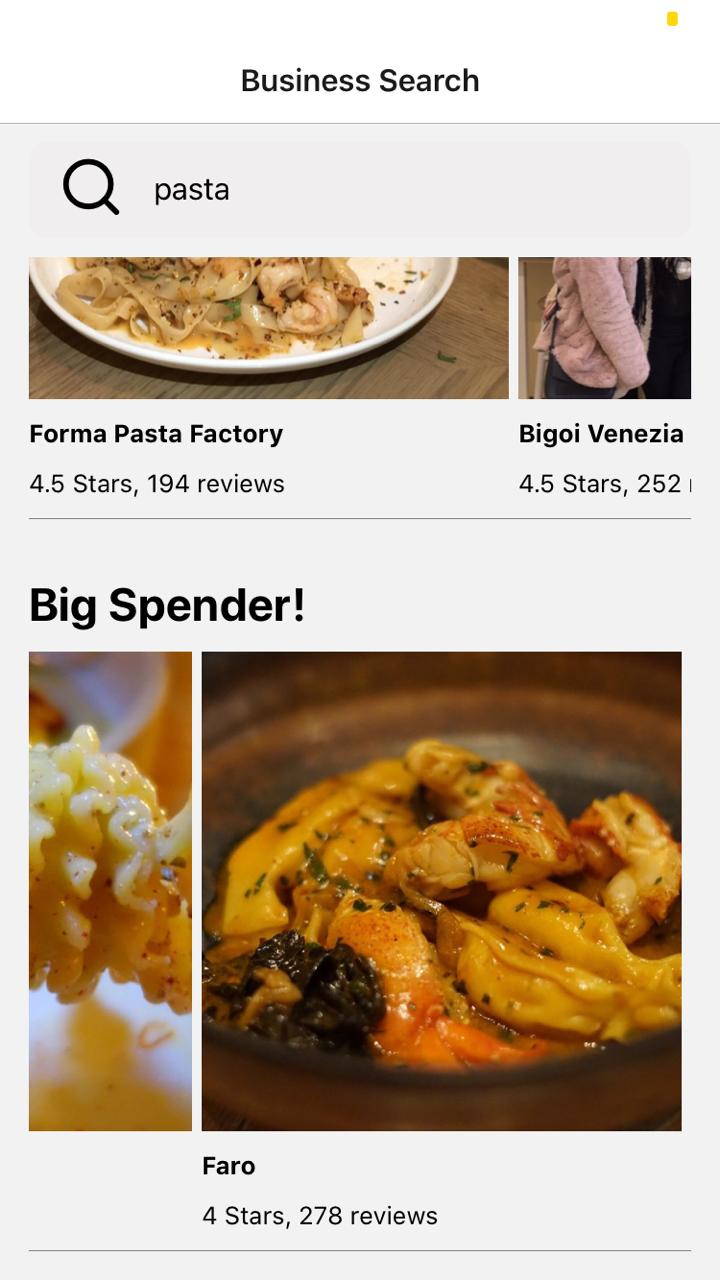 Business Search
pasta
Forma Pasta Factory
4.5 Stars, 194 reviews
Bigoi Venezia
4.5 Stars, 252
Big Spender!
Faro
4 Stars, 278 reviews